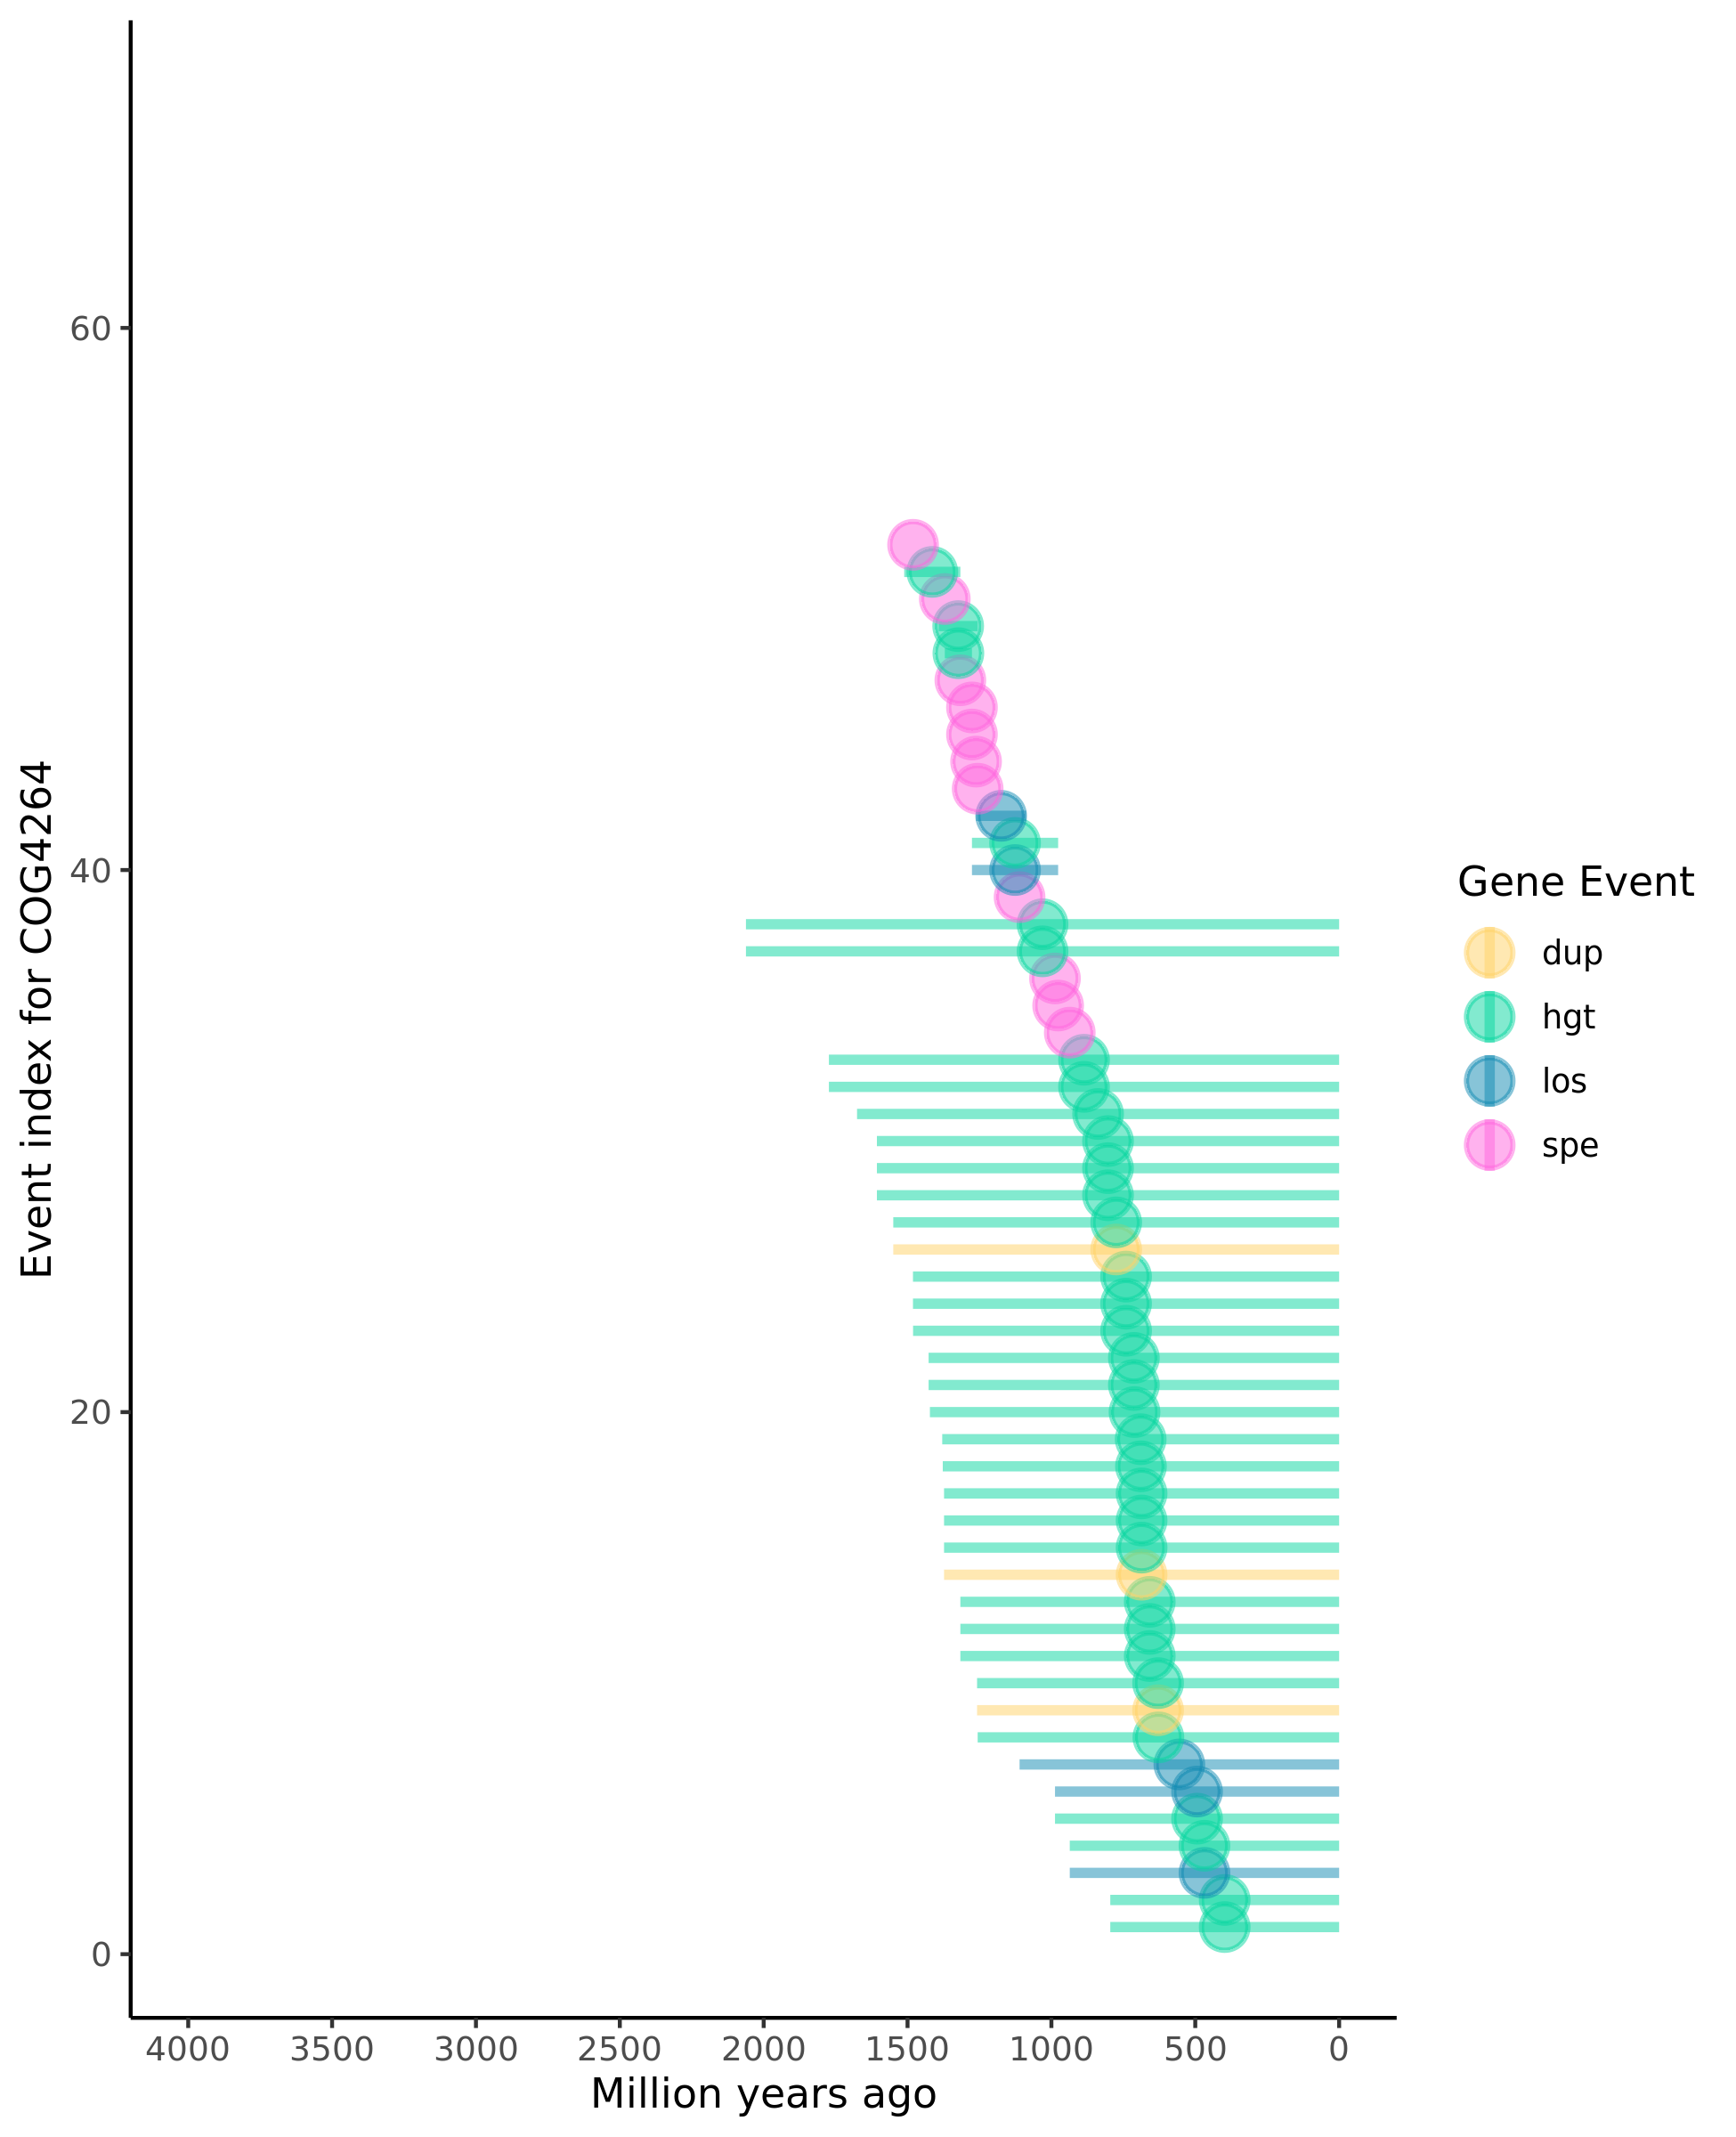 Event index for COG4264
60
40
20
0
4000 3500 3000 2500 2000 1500 1000 500 0
Million years ago
Gene Event
dup
hgt
los
spe